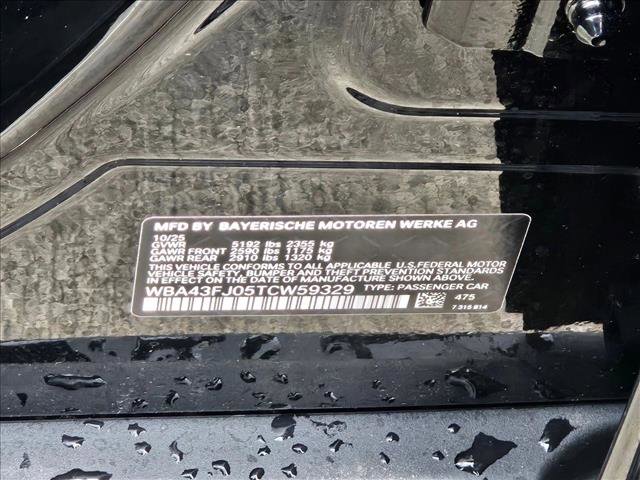 MFD BY BAYERISCHE MOTOREN WERKE AG
10/25
GVWR 5192 lbs 2355 kg
GAWR FRONT 2590 lbs 1175 kg
GAWR REAR 2910 lbs 1320 kg
THIS VEHICLE CONFORMS TO ALL APPLICABLE U.S.FEDERAL MOTOR
VEHICLE SAFETY, BUMPER, AND THEFT PREVENTION STANDARDS
IN EFFECT ON THE DATE OF MANUFACTURE SHOWN ABOVE.
WBA43FJ05TCW59329 TYPE: PASSENGER CAR
475
7 315 814